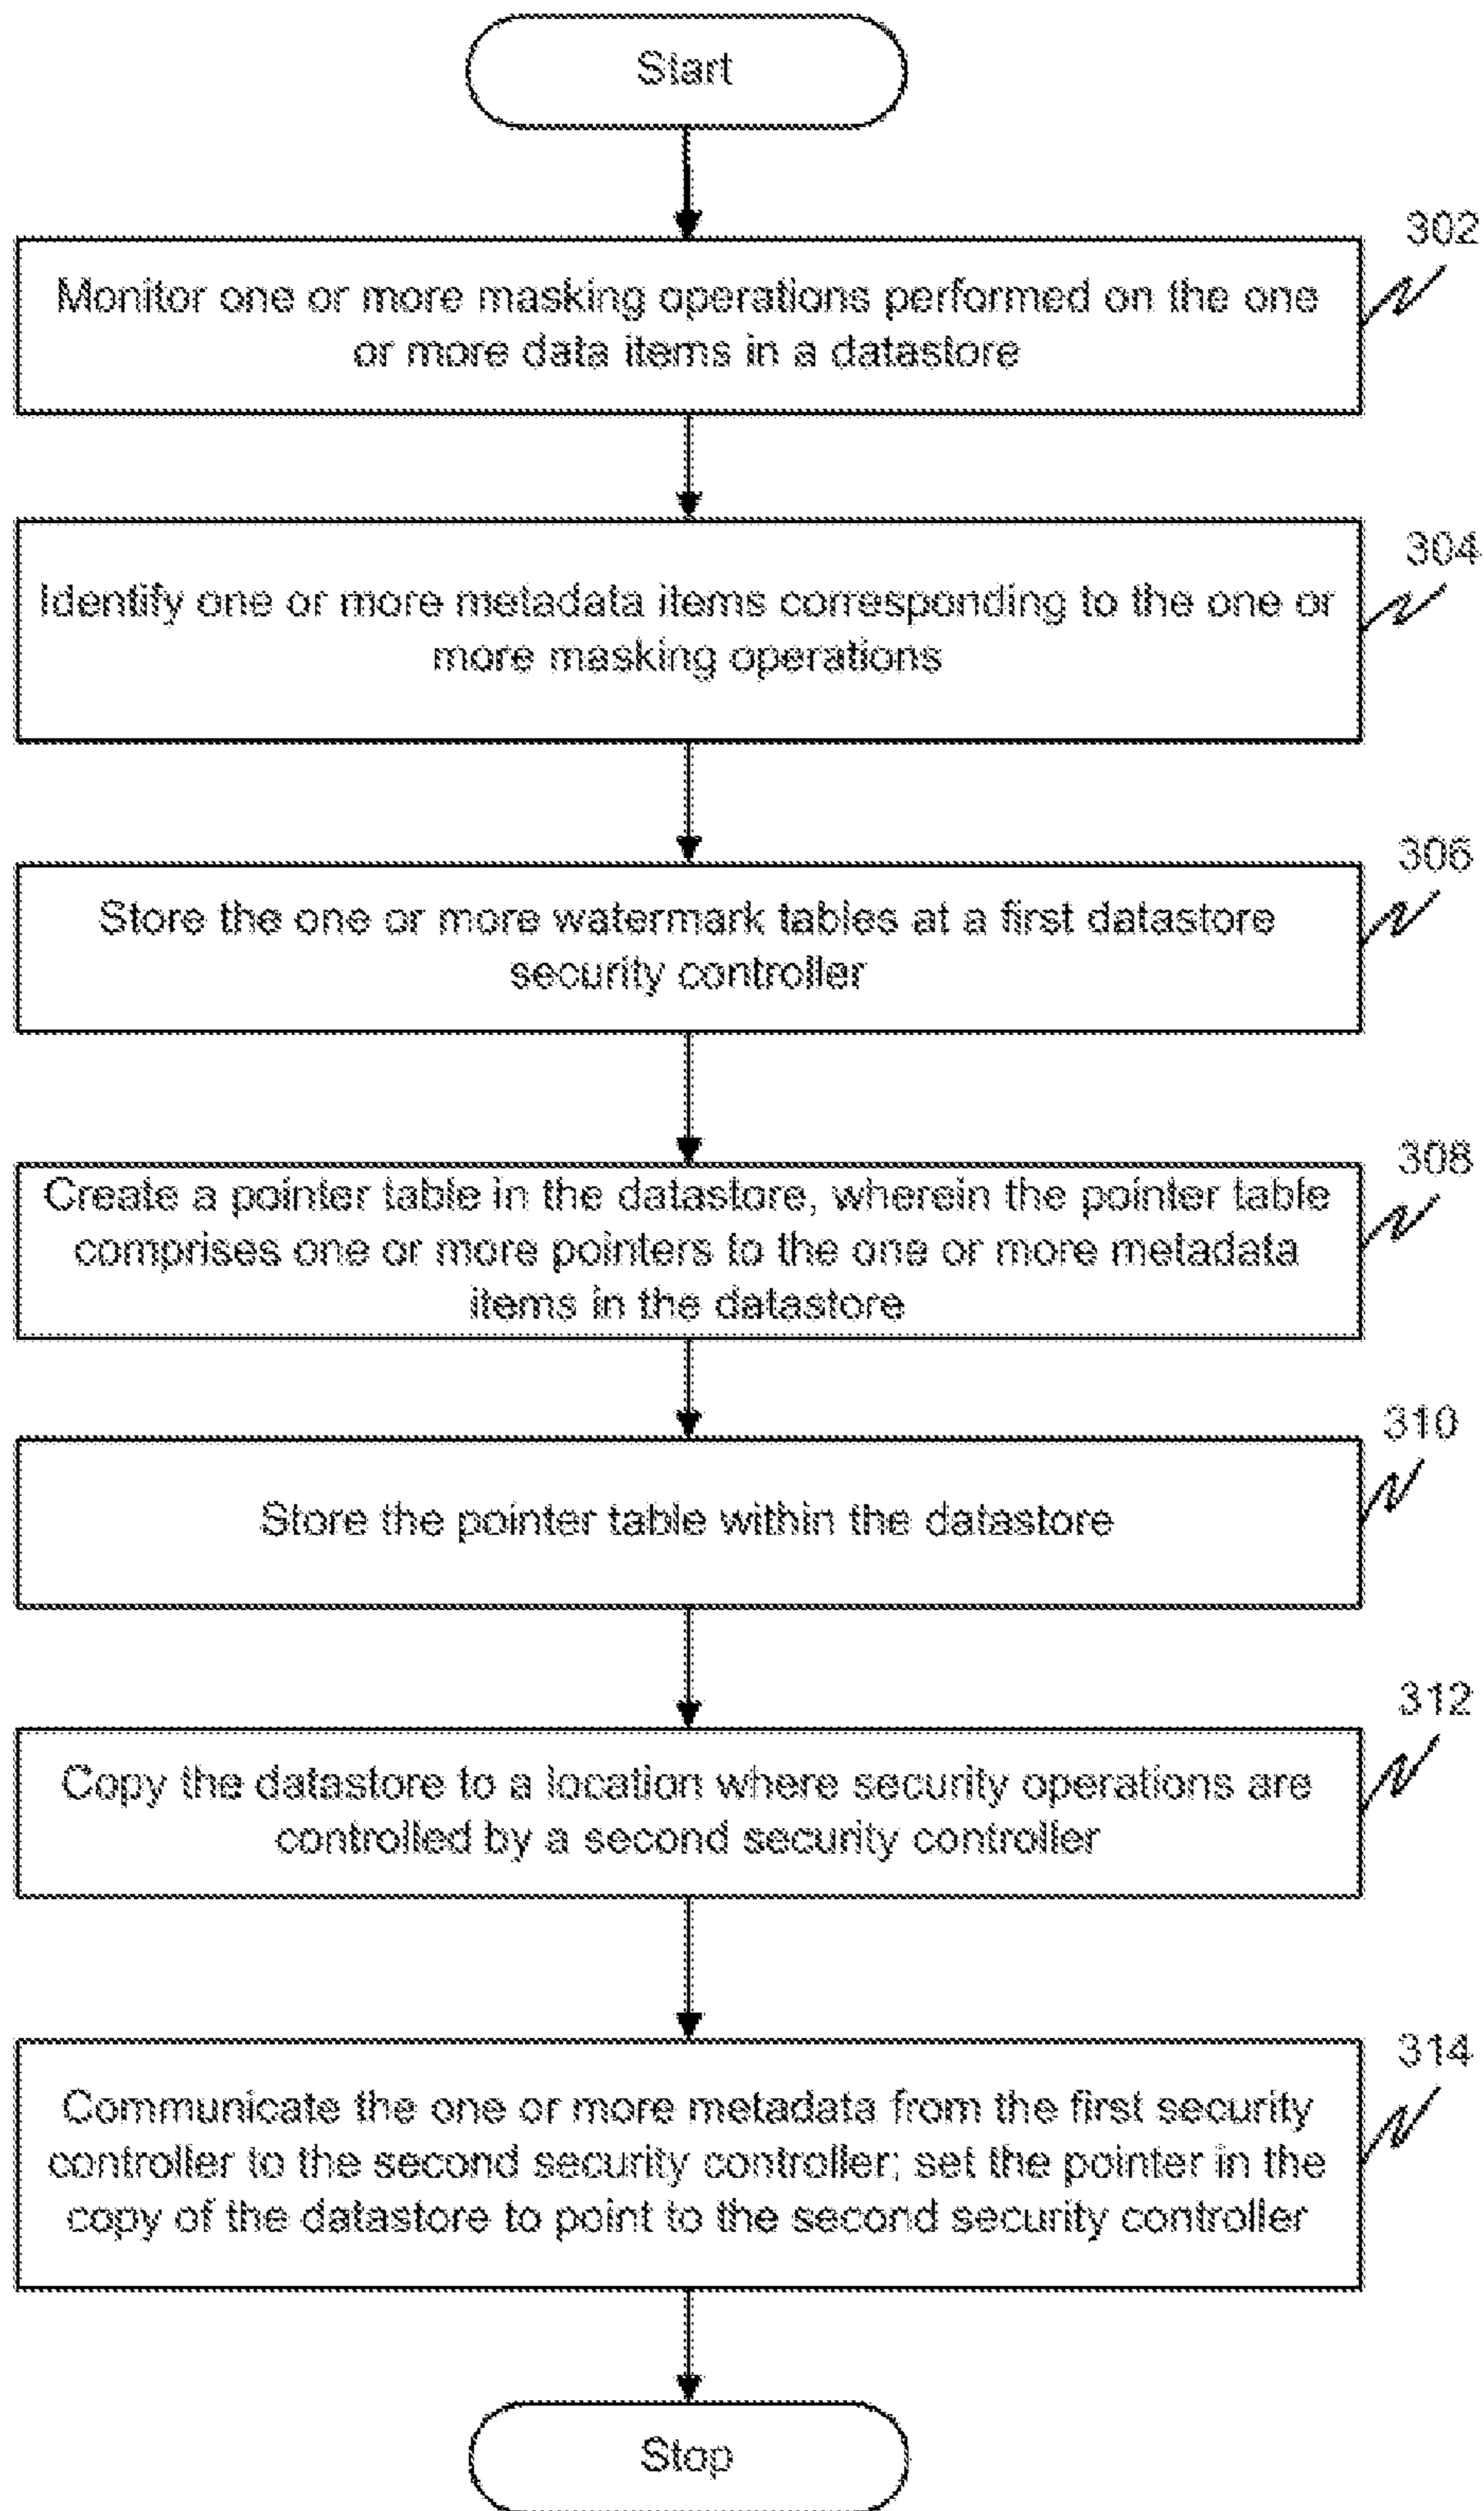 Start
302
Monitor one or more masking operations performed on the one
or more data items in a datastore
304
Identify one or more metadata items corresponding to the one or
more masking operations
306
Store the one or more watermark tables at a first datastore
security controller
308
Create a pointer table in the datastore, wherein the pointer table
comprises one or more pointers to the one or more metadata
items in the datastore
310
Store the pointer table within the datastore
312
Copy the datastore to a location where security operations are
controlled by a second security controller
314
Communicate the one or more metadata from the first security
controller to the second security controller; set the pointer in the
copy of the datastore to point to the second security controller
Stop